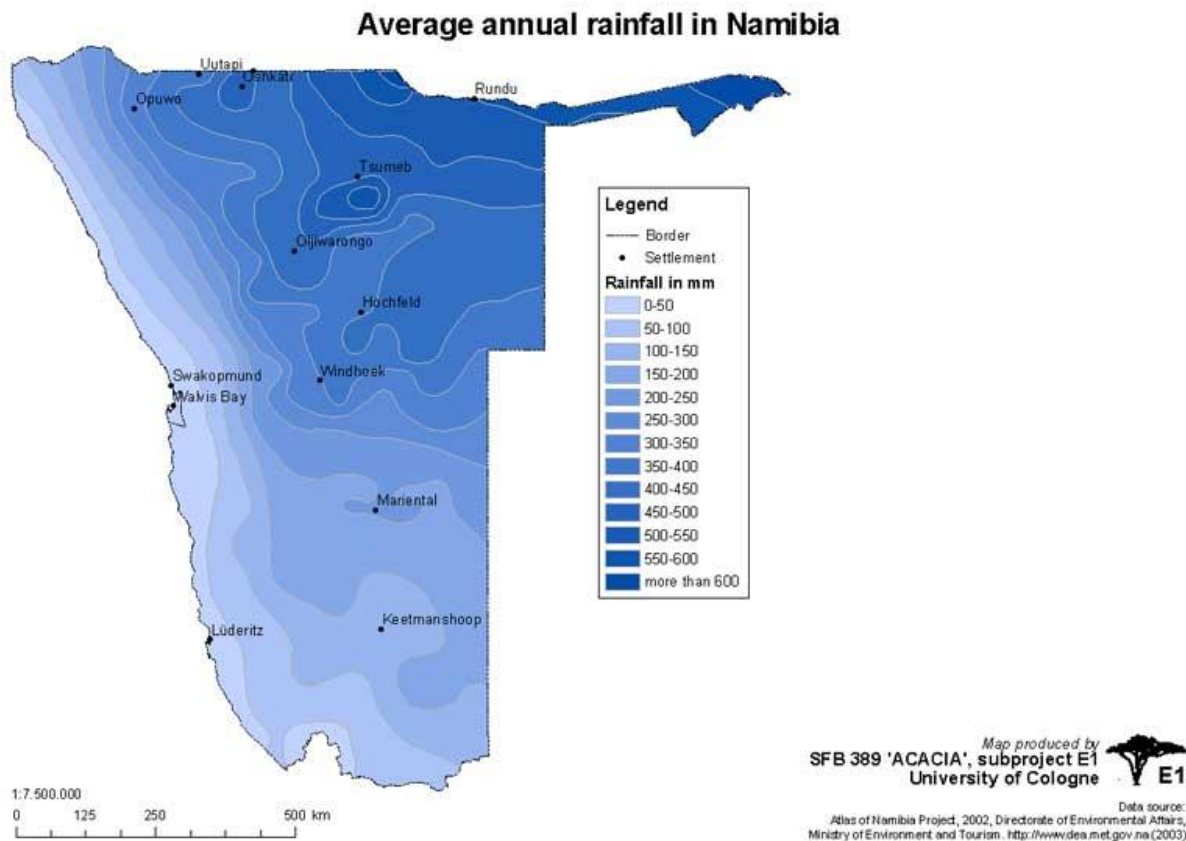 Average annual rainfall in Namibia
Uutapi
Oshkati
Opuwo
Rundu
Tsumeb
Otjiwarongo
Hochfeld
Windhoek
Swakopmund
Walvis Bay
Mariental
Keetmanshoop
Lüderitz
Legend
Border
Settlement
Rainfall in mm
0-50
50-100
100-150
150-200
200-250
250-300
300-350
350-400
400-450
450-500
500-550
550-600
more than 600
1:7.500.000
0 125 250 500 km
Map produced by
SFB 389 'ACACIA', subproject E1
University of Cologne
E1
Data source:
Atlas of Namibia Project, 2002, Directorate of Environmental Affairs,
Ministry of Environment and Tourism. http://www.dea.met.gov.na (2003)